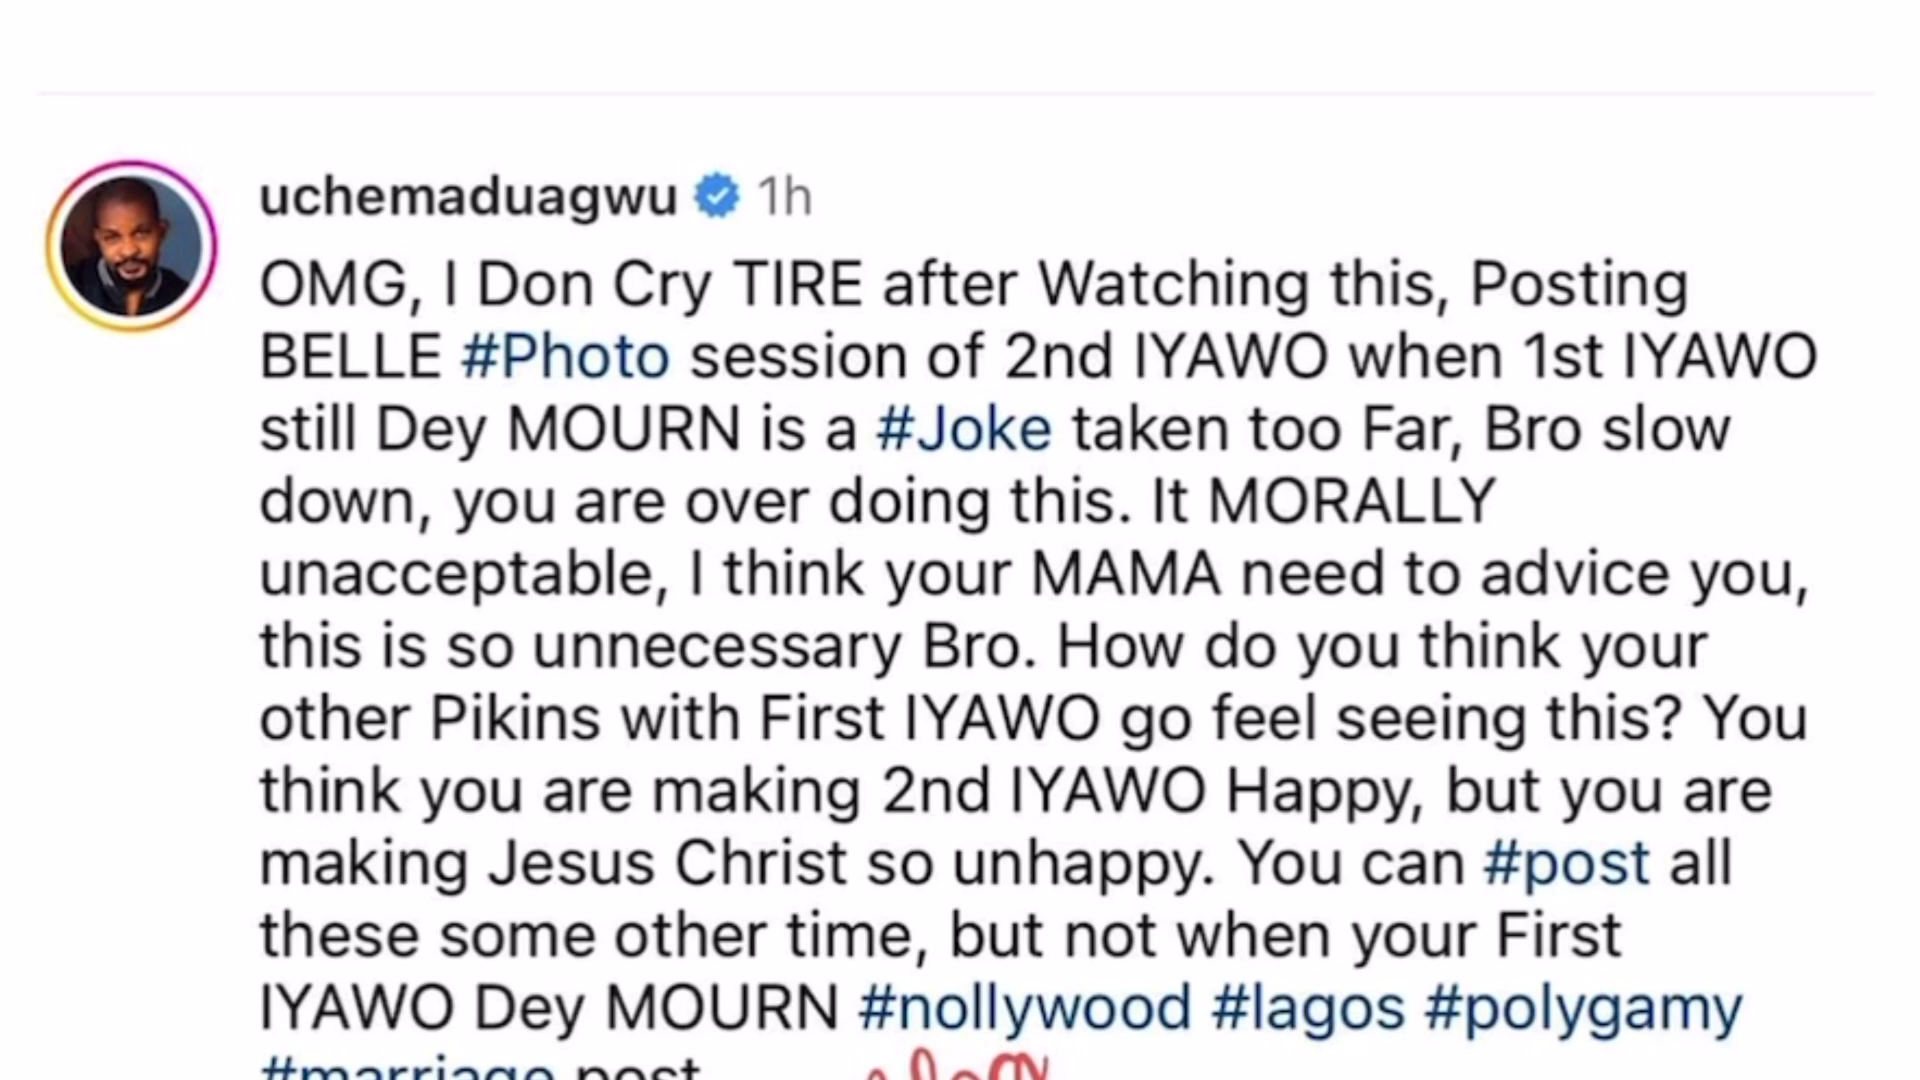 uchemaduagwu 1h
OMG, I Don Cry TIRE after Watching this, Posting
BELLE #Photo session of 2nd IYAWO when 1st IYAWO
still Dey MOURN is a #Joke taken too Far, Bro slow
down, you are over doing this. It MORALLY
unacceptable, I think your MAMA need to advice you,
this is so unnecessary Bro. How do you think your
other Pikins with First IYAWO go feel seeing this? You
think you are making 2nd IYAWO Happy, but you are
making Jesus Christ so unhappy. You can #post all
these some other time, but not when your First
IYAWO Dey MOURN #nollywood #lagos #polygamy
#marriage post